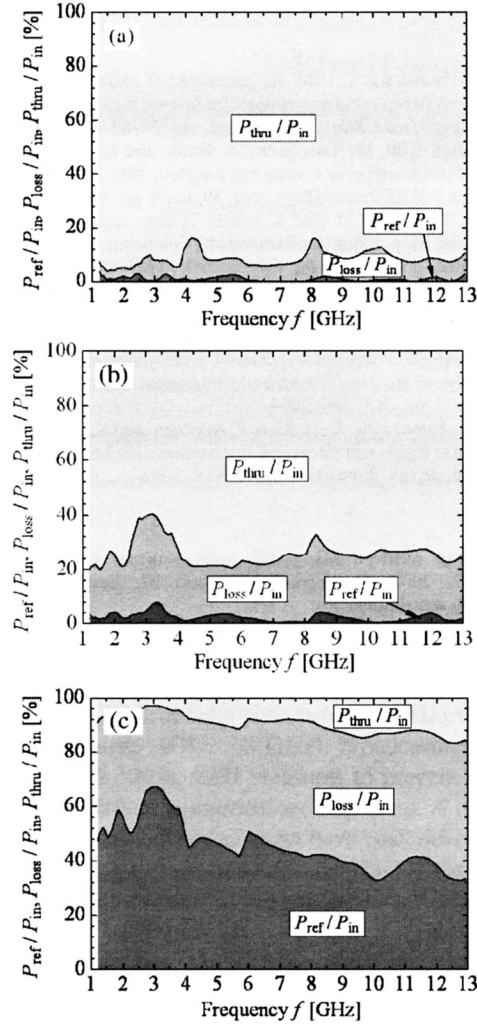 P_ref / P_in, P_loss / P_in, P_thru / P_in [%]
100
80
60
40
20
0
(a)
P_thru / P_in
P_ref / P_in
P_loss / P_in
1 2 3 4 5 6 7 8 9 10 11 12 13
Frequency f [GHz]
P_ref / P_in, P_loss / P_in, P_thru / P_in [%]
100
80
60
40
20
0
(b)
P_thru / P_in
P_loss / P_in
P_ref / P_in
1 2 3 4 5 6 7 8 9 10 11 12 13
Frequency f [GHz]
P_ref / P_in, P_loss / P_in, P_thru / P_in [%]
100
80
60
40
20
0
(c)
P_thru / P_in
P_loss / P_in
P_ref / P_in
1 2 3 4 5 6 7 8 9 10 11 12 13
Frequency f [GHz]